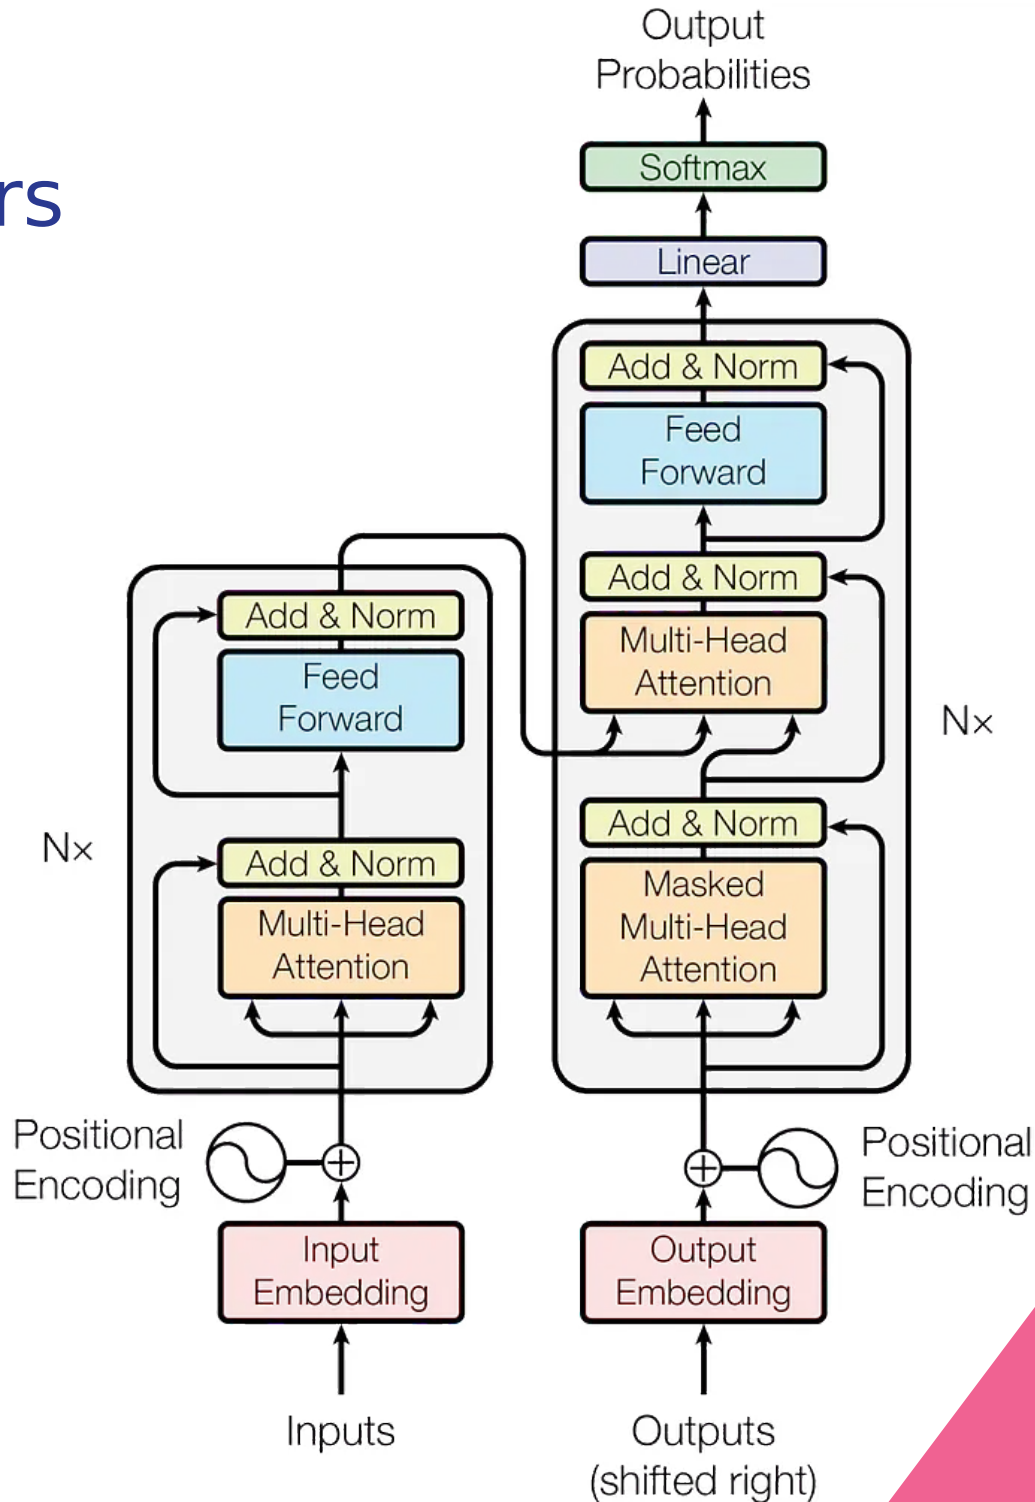 rs
Output
Probabilities
Softmax
Linear
Add & Norm
Feed
Forward
Add & Norm
Multi-Head
Attention
Nx
Add & Norm
Masked
Multi-Head
Attention
Add & Norm
Feed
Forward
Nx
Add & Norm
Multi-Head
Attention
Positional
Encoding
Positional
Encoding
Input
Embedding
Output
Embedding
Inputs
Outputs
(shifted right)